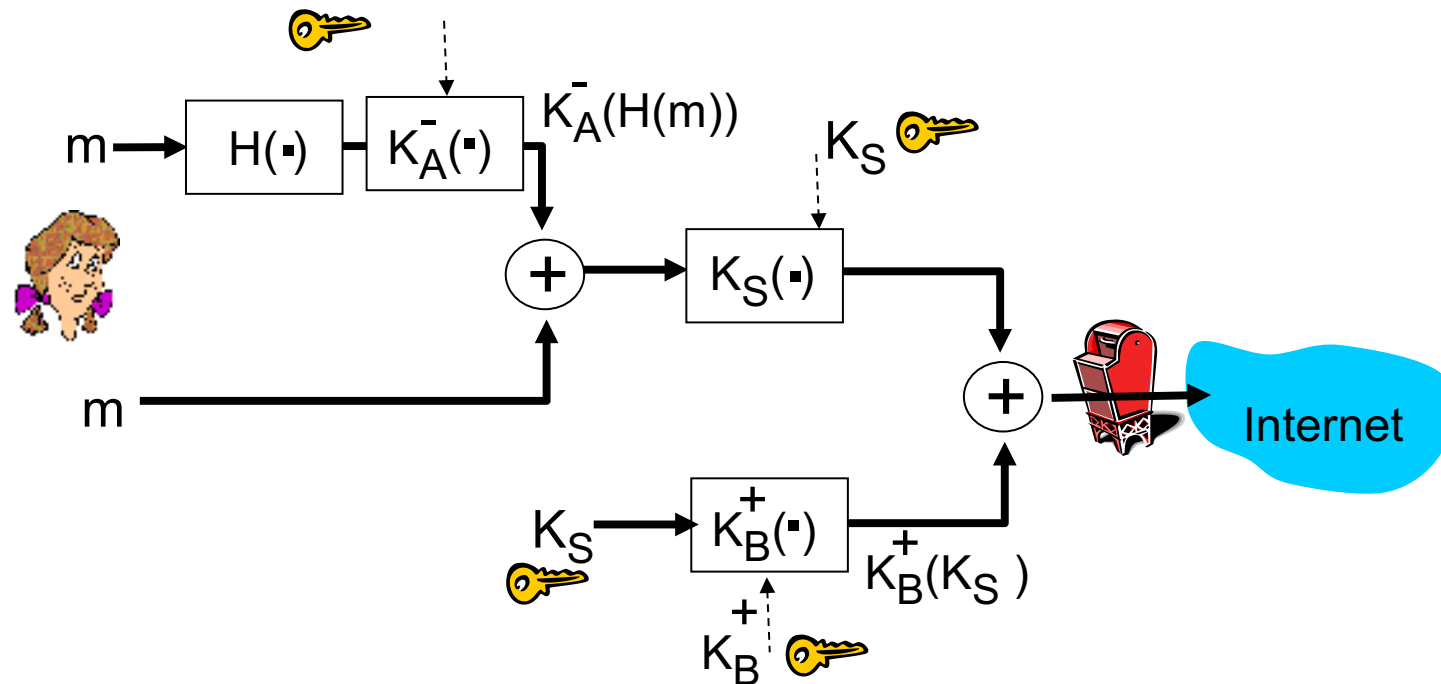 m
H(▪)
K_A^-(▪)
K_A^-(H(m))
K_S
+
K_S(▪)
m
+
Internet
K_S
K_B^+(▪)
K_B^+(K_S )
K_B^+